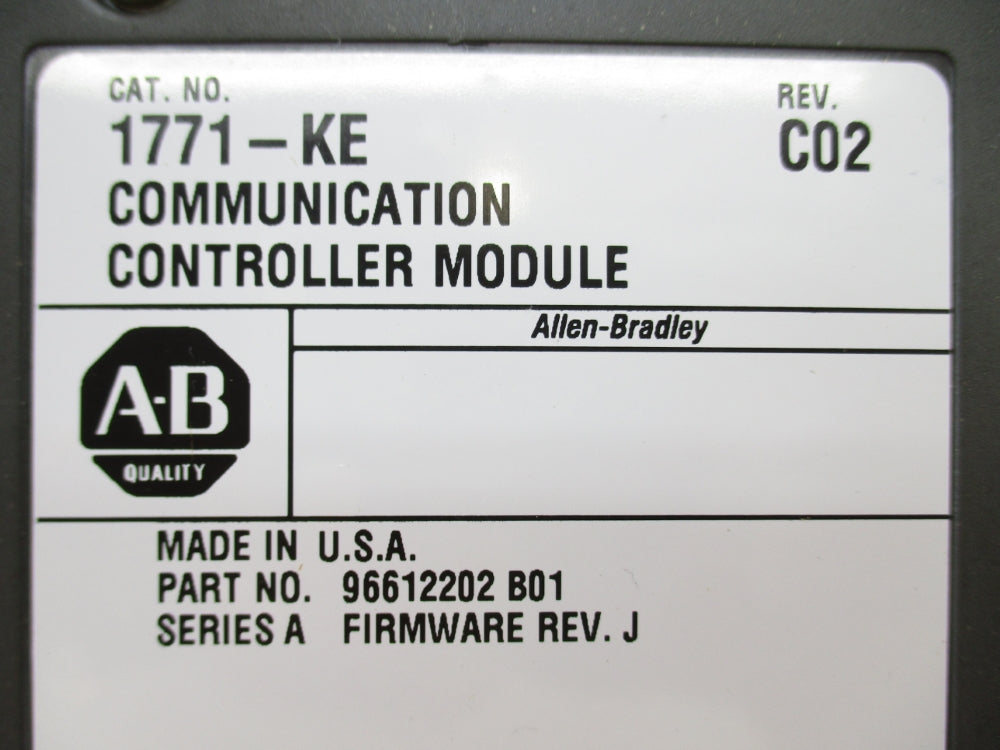 CAT. NO.
REV.
1771-KE
C02
COMMUNICATION
CONTROLLER MODULE
Allen-Bradley
A-B
QUALITY
MADE IN U.S.A.
PART NO. 96612202 B01
SERIES A FIRMWARE REV. J